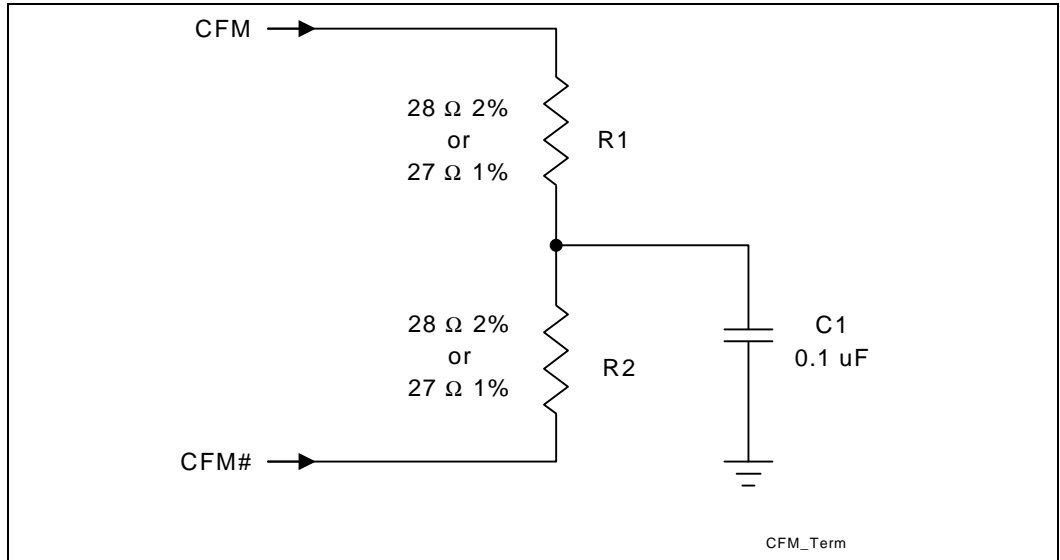 CFM
28 Ω 2%
or
27 Ω 1%
R1
28 Ω 2%
or
27 Ω 1%
R2
C1
0.1 uF
CFM#
CFM_Term